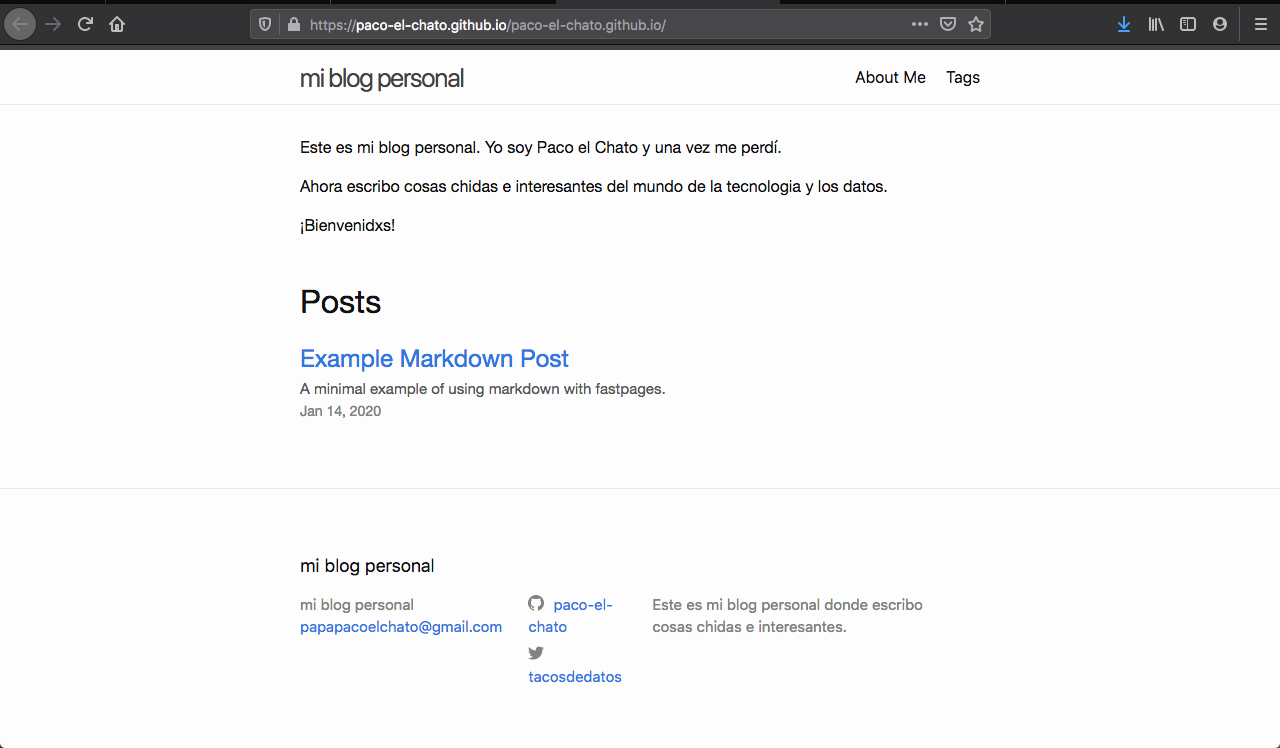 https://paco-el-chato.github.io/paco-el-chato.github.io/
mi blog personal
About Me
Tags
Este es mi blog personal. Yo soy Paco el Chato y una vez me perdí.
Ahora escribo cosas chidas e interesantes del mundo de la tecnologia y los datos.
¡Bienvenidxs!
Posts
Example Markdown Post
A minimal example of using markdown with fastpages.
Jan 14, 2020
mi blog personal
mi blog personal
papapacoelchato@gmail.com
paco-el-
chato
tacosdedatos
Este es mi blog personal donde escribo
cosas chidas e interesantes.